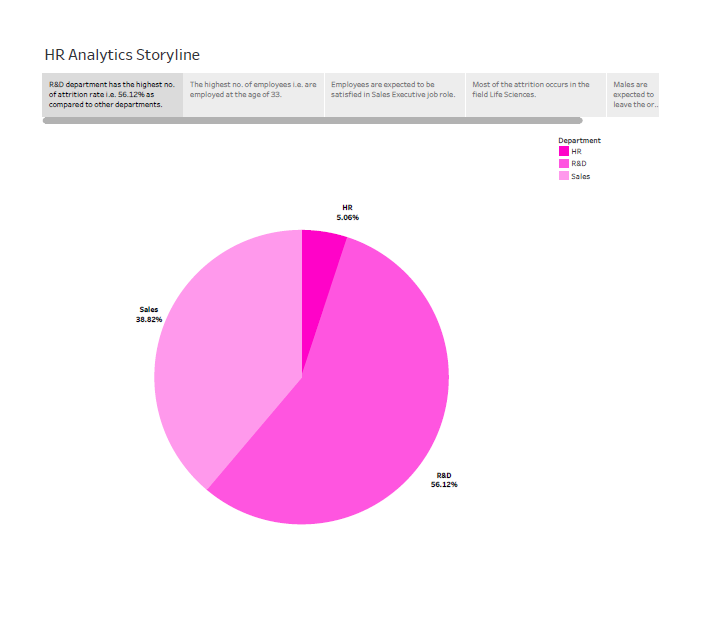 HR Analytics Storyline
R&D department has the highest no.
of attrition rate i.e. 56.12% as
compared to other departments.
The highest no. of employees i.e. are
employed at the age of 33.
Employees are expected to be
satisfied in Sales Executive job role.
Most of the attrition occurs in the
field Life Sciences.
Males are
expected to
leave the or..
Department
HR
R&D
Sales
HR
5.06%
Sales
38.82%
R&D
56.12%